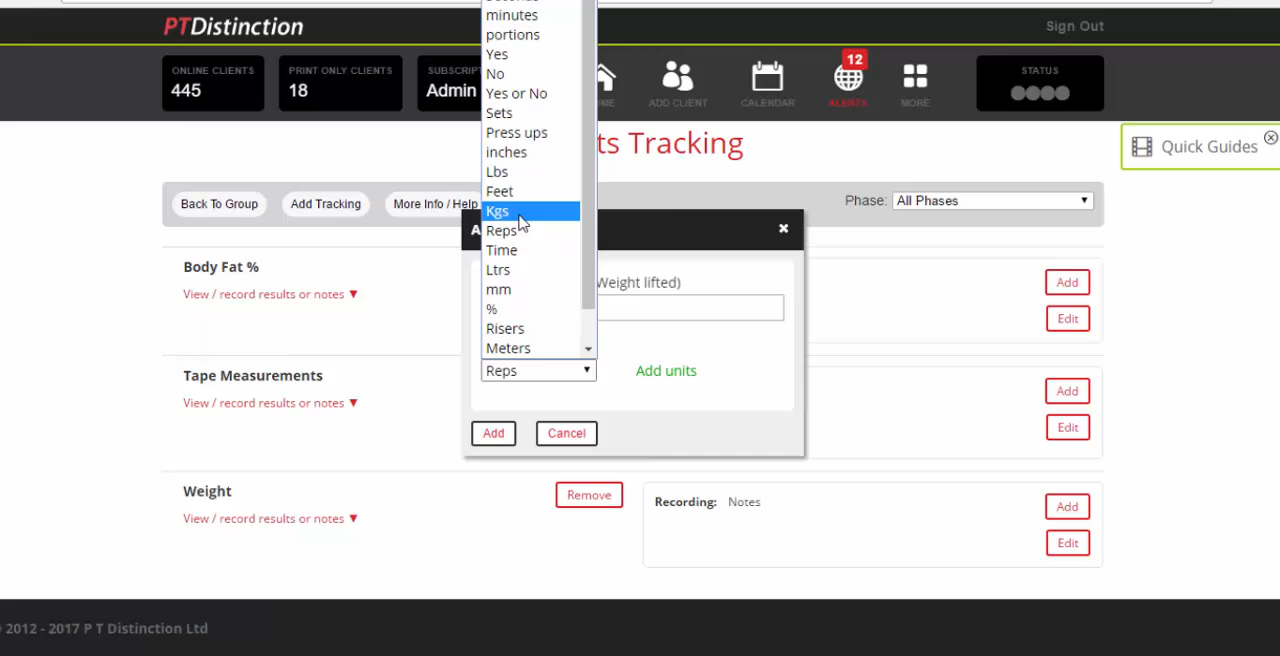 PTDistinction
Sign Out
ONLINE CLIENTS
445
PRINT ONLY CLIENTS
18
Admin
ADD CLIENT
CALENDAR
12
ALERTS
MORE
STATUS
Tracking
Quick Guides
Back To Group
Add Tracking
More Info / Help
Phase:
All Phases
minutes
portions
Yes
No
Yes or No
Sets
Press ups
inches
Lbs
Feet
Kgs
Reps
Time
Ltrs
mm
%
Risers
Meters
Reps
Weight lifted)
Add units
Add
Cancel
Body Fat %
View / record results or notes ▼
Add
Edit
Tape Measurements
View / record results or notes ▼
Add
Edit
Weight
View / record results or notes ▼
Remove
Recording: Notes
Add
Edit
2012 - 2017 P T Distinction Ltd